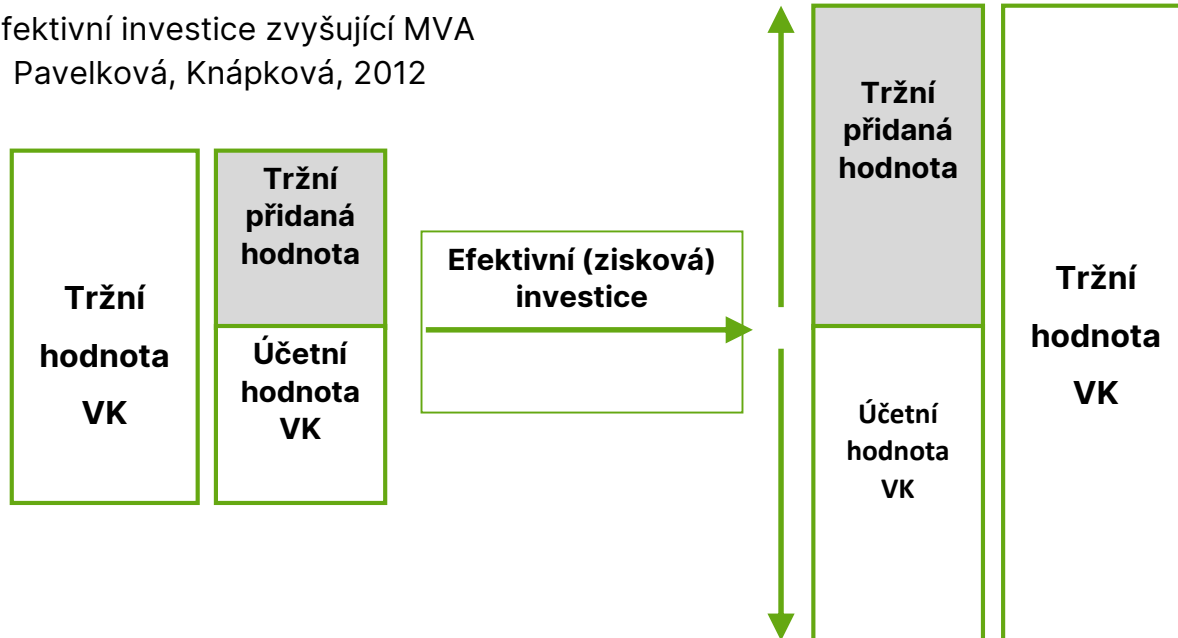 fektivní investice zvyšující MVA
Pavelková, Knápková, 2012
Tržní
hodnota
VK
Tržní
přidaná
hodnota
Účetní
hodnota
VK
Efektivní (zisková)
investice
Tržní
přidaná
hodnota
Účetní
hodnota
VK
Tržní
hodnota
VK